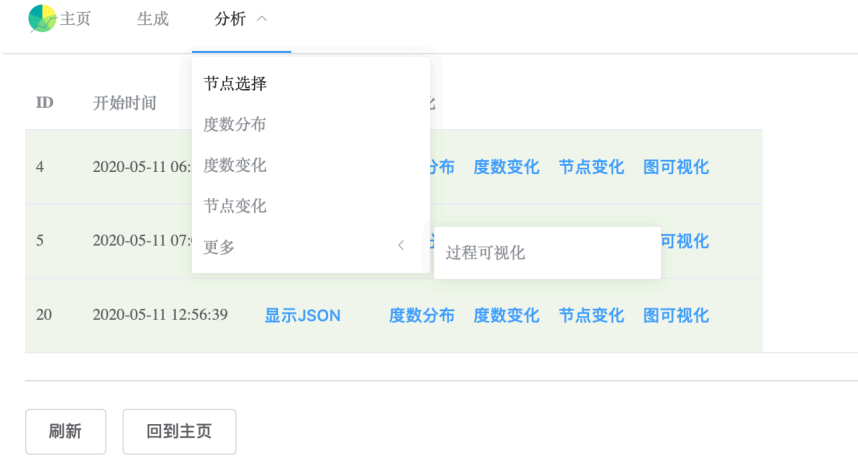 主页 生成 分析
节点选择
ID 开始时间
度数分布
4 2020-05-11 06: 度数变化 分布 度数变化 节点变化 图可视化
节点变化
5 2020-05-11 07: 更多 可视化
过程可视化
20 2020-05-11 12:56:39 显示JSON 度数分布 度数变化 节点变化 图可视化
刷新 回到主页